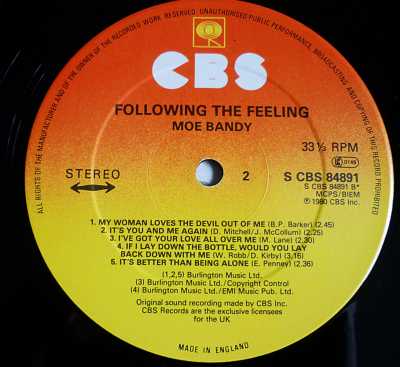 AND OF THE OWNER OF THE RECORDED WORK RESERVED. UNAUTHORISED PUBLIC PERFORMANCE, BROADCASTING AND COPYING OF THIS RECORD PROHIBITED
ALL RIGHTS OF THE MANUFACTURER
CBS
FOLLOWING THE FEELING
MOE BANDY
STEREO
2
33⅓ RPM
S CBS 84891
S CBS 84891 B*
MCPS/BIEM
℗ 1980 CBS Inc.
1. MY WOMAN LOVES THE DEVIL OUT OF ME (B.P. Barker) (2.45)
2. IT'S YOU AND ME AGAIN (D. Mitchell/J. McCollum) (2.25)
3. I'VE GOT YOUR LOVE ALL OVER ME (M. Lane) (2.30)
4. IF I LAY DOWN THE BOTTLE, WOULD YOU LAY
BACK DOWN WITH ME (W. Robb/D. Kirby) (3.16)
5. IT'S BETTER THAN BEING ALONE (E. Penney) (2.36)
(1,2,5) Burlington Music Ltd.
(3) Burlington Music Ltd./Copyright Control
(4) Burlington Music Ltd./EMI Music Pub. Ltd.
Original sound recording made by CBS Inc.
CBS Records are the exclusive licensees
for the UK
MADE IN ENGLAND